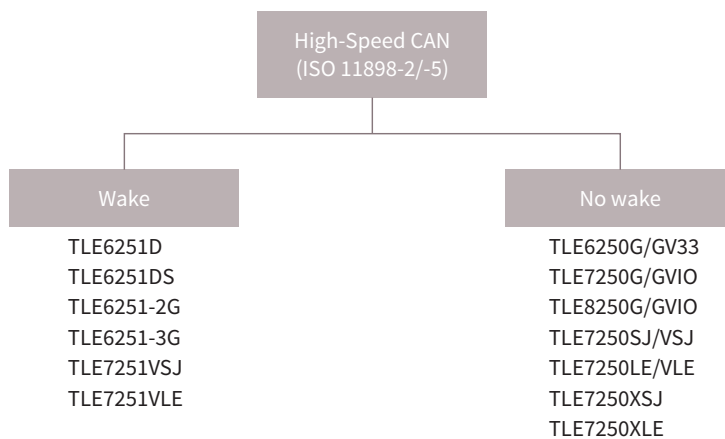 High-Speed CAN
(ISO 11898-2/-5)
Wake
TLE6251D
TLE6251DS
TLE6251-2G
TLE6251-3G
TLE7251VSJ
TLE7251VLE
No wake
TLE6250G/GV33
TLE7250G/GVIO
TLE8250G/GVIO
TLE7250SJ/VSJ
TLE7250LE/VLE
TLE7250XSJ
TLE7250XLE